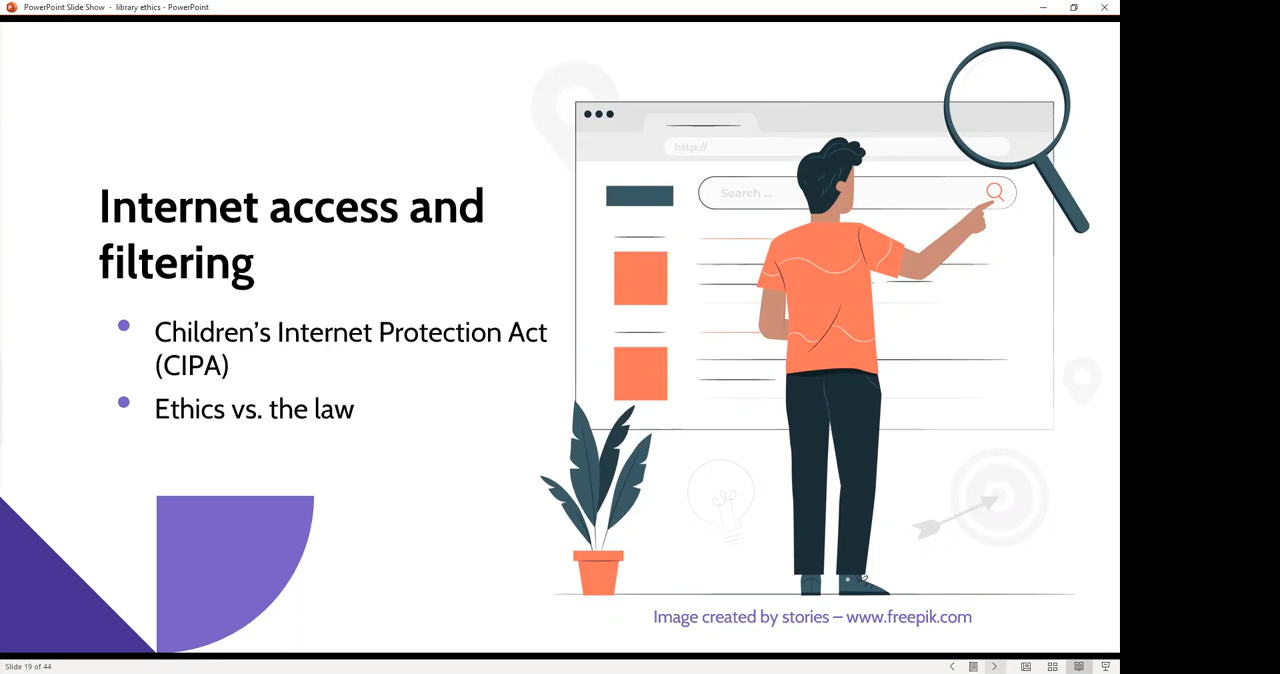 PowerPoint Slide Show - library ethics - PowerPoint
http://
Search ...
Internet access and
filtering
Children's Internet Protection Act
(CIPA)
Ethics vs. the law
Image created by stories – www.freepik.com
Slide 19 of 44